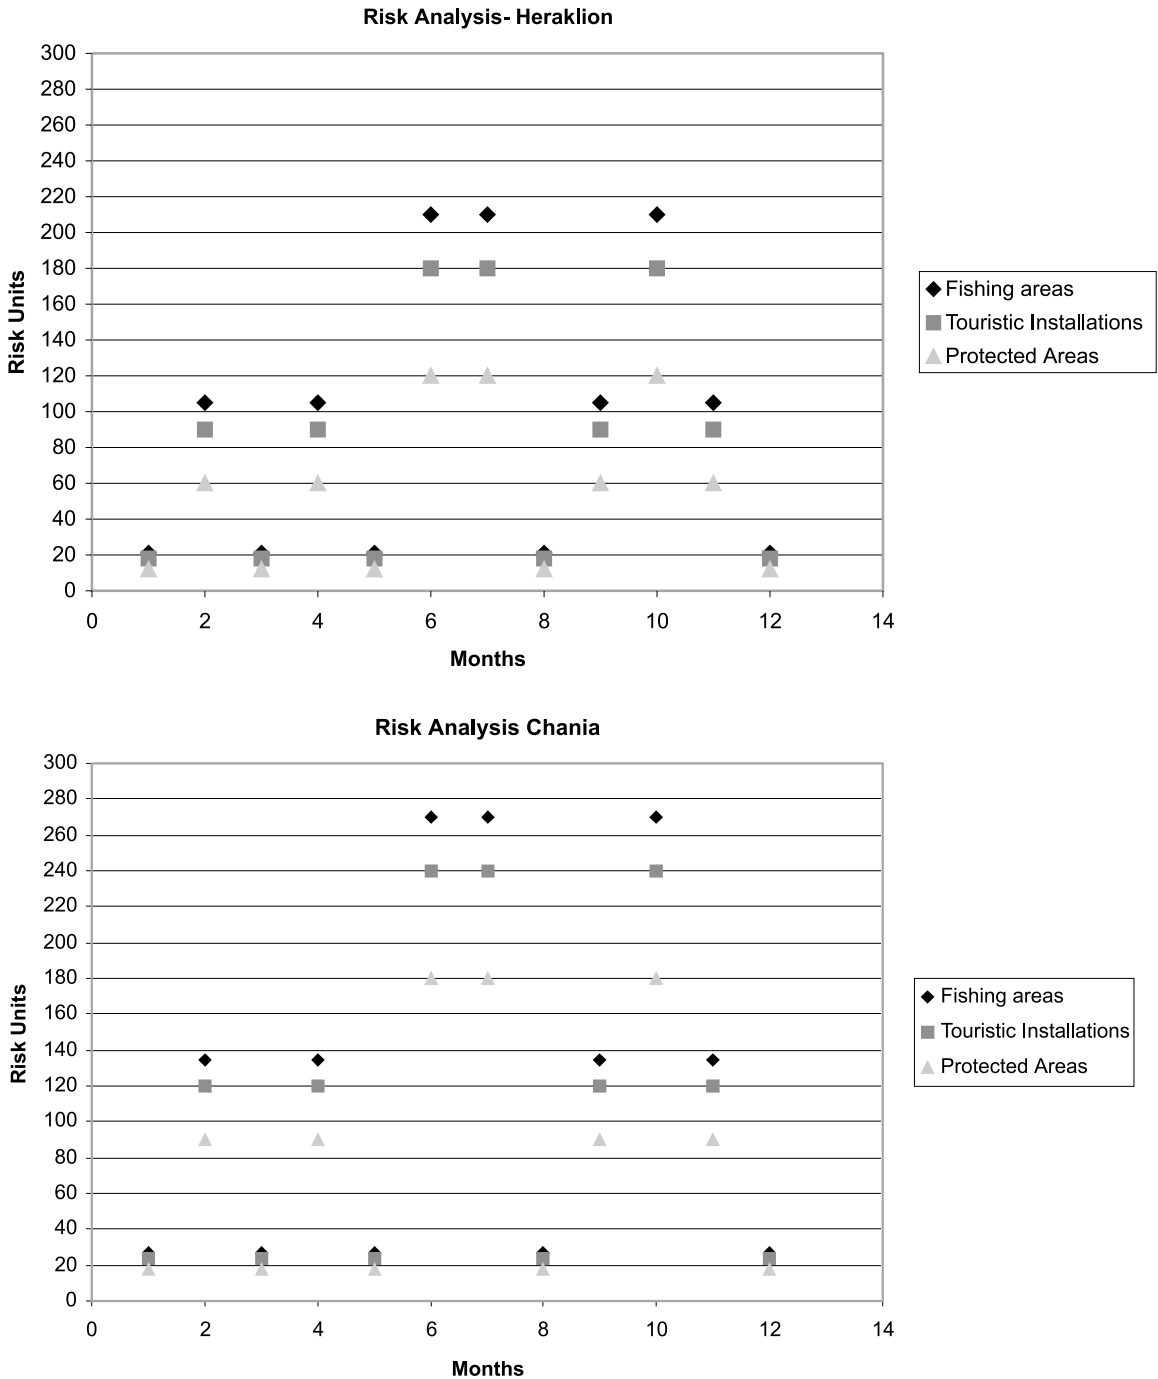 Risk Analysis- Heraklion
300
280
260
240
220
200
180
160
140
120
100
80
60
40
20
0
Risk Units
0 2 4 6 8 10 12 14
Months
Fishing areas
Touristic Installations
Protected Areas
Risk Analysis Chania
300
280
260
240
220
200
180
160
140
120
100
80
60
40
20
0
Risk Units
0 2 4 6 8 10 12 14
Months
Fishing areas
Touristic Installations
Protected Areas